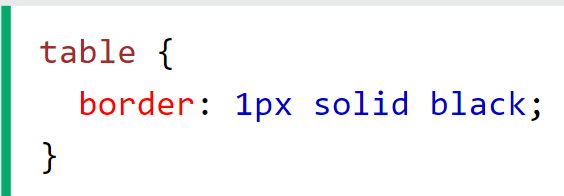 table {
  border: 1px solid black;
}